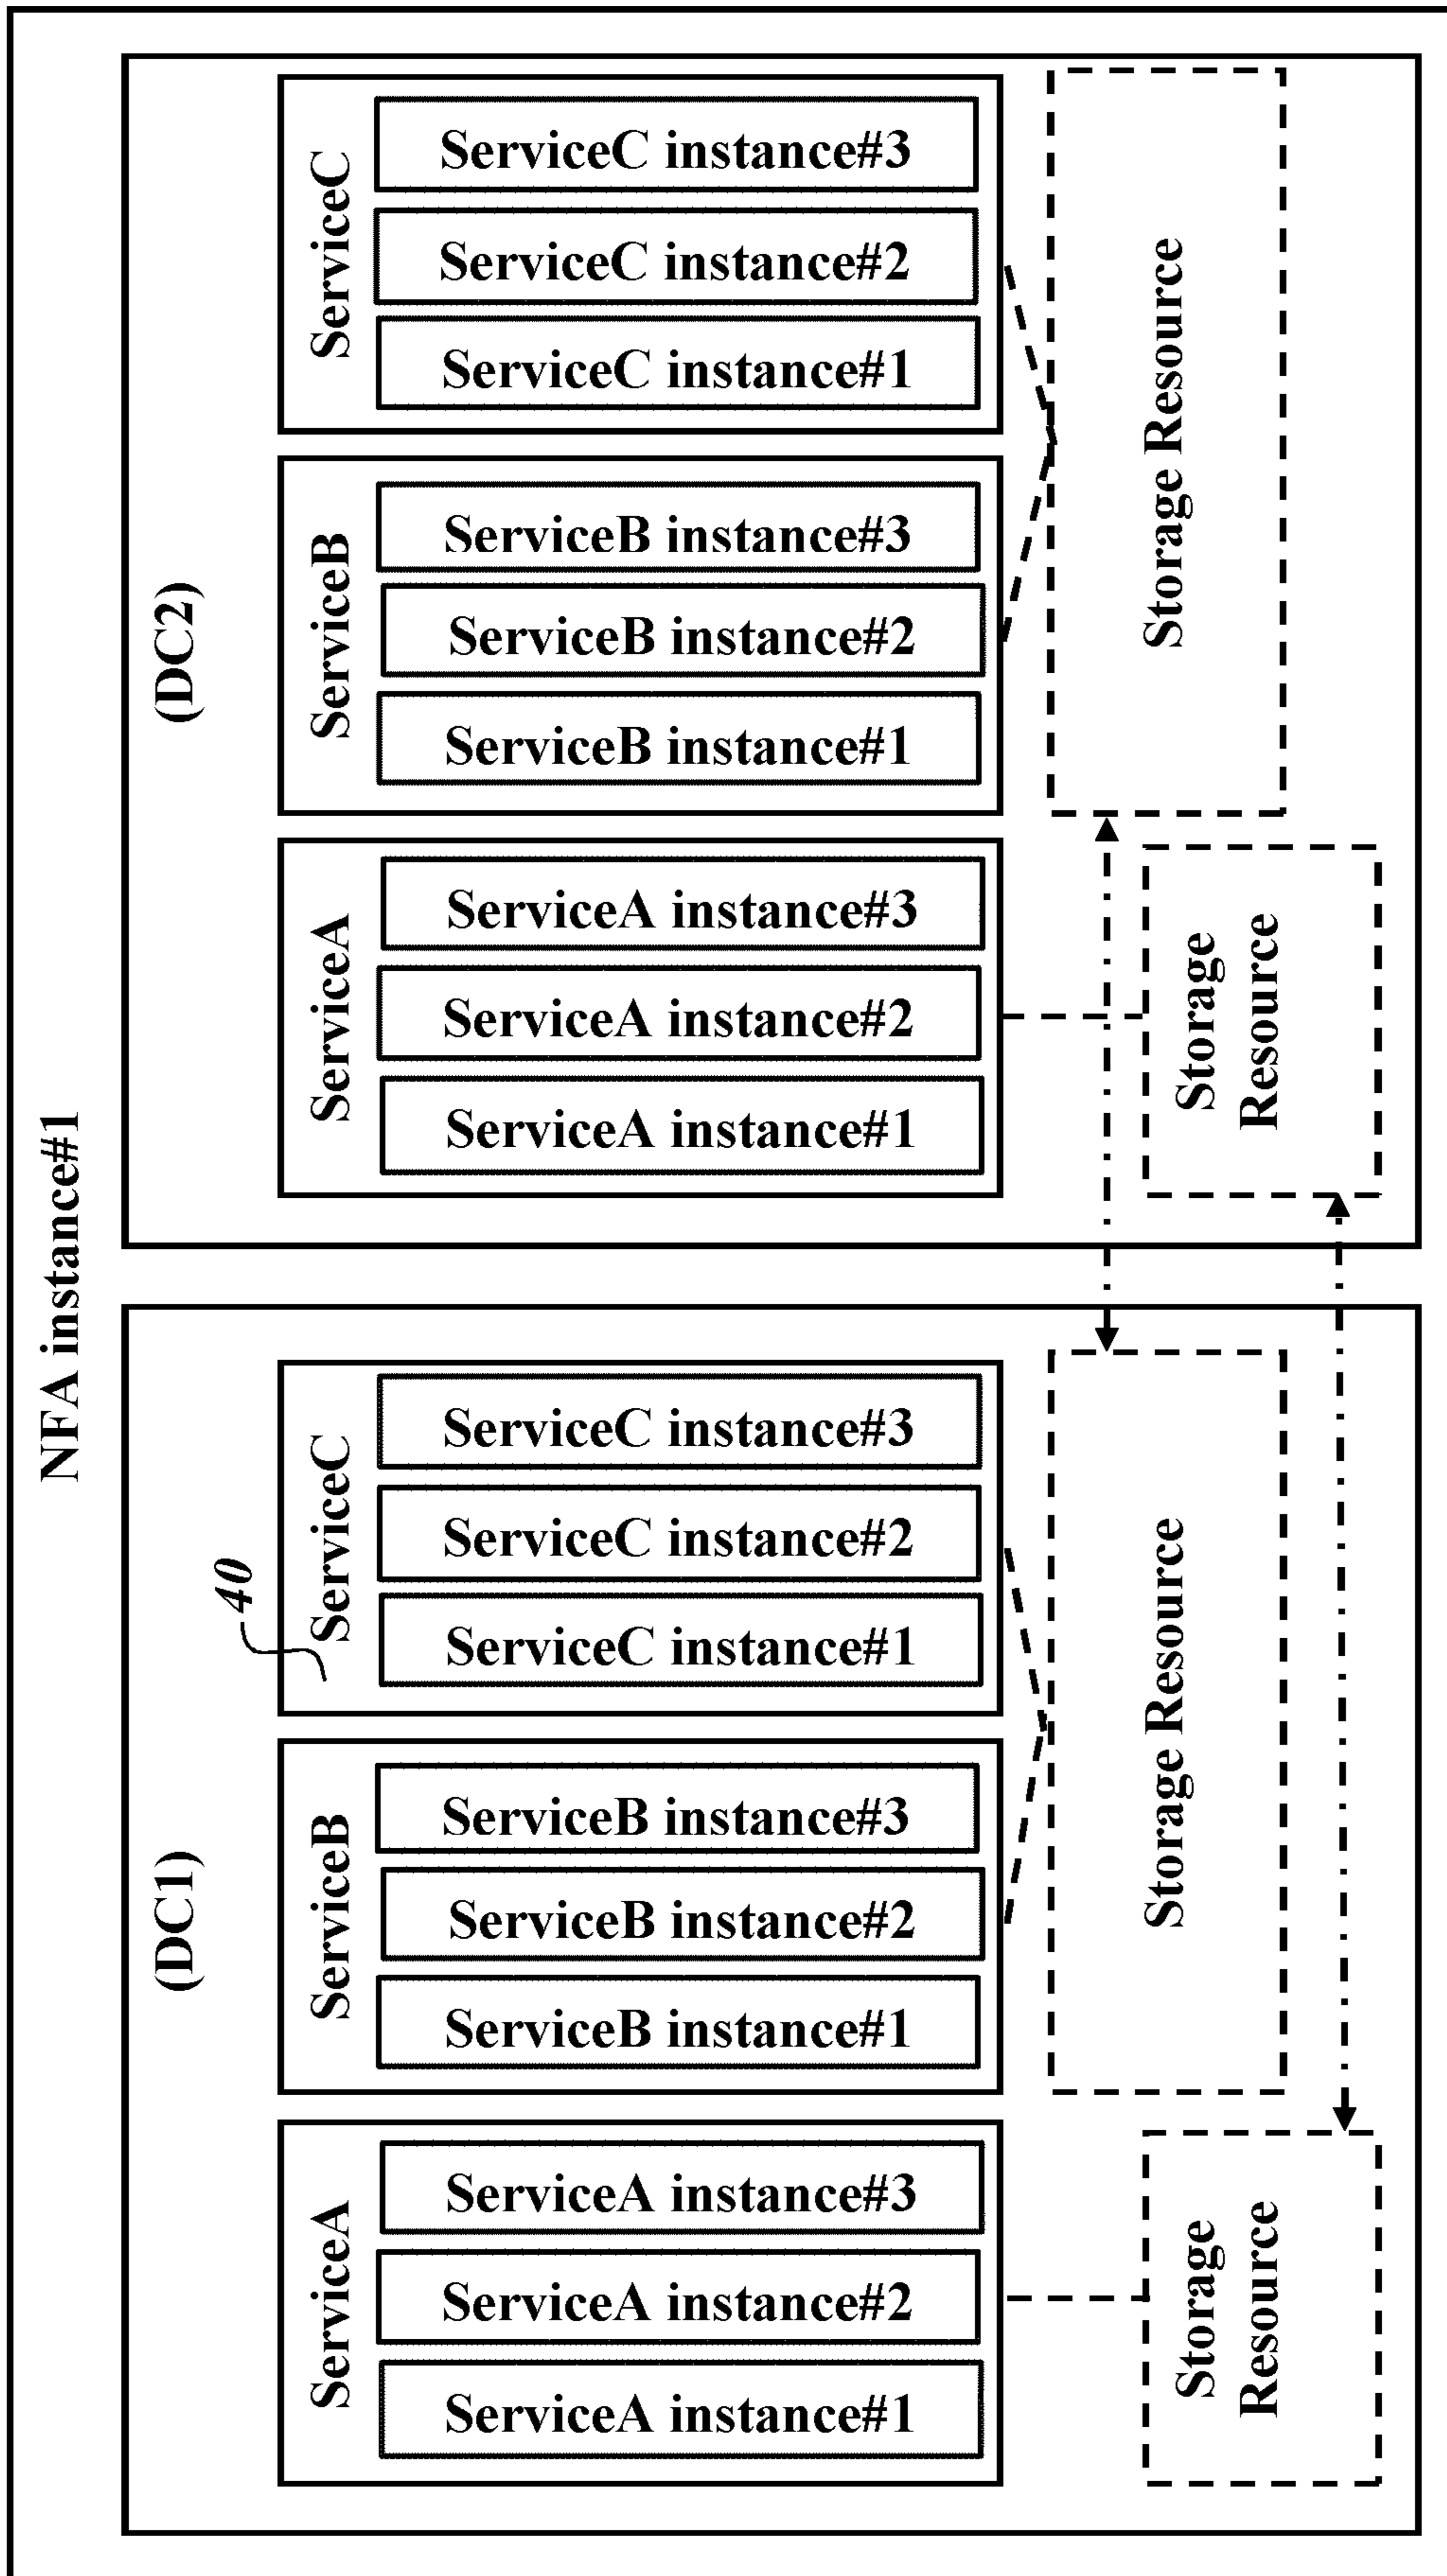 NFA instance#1
(DC1)
40
ServiceA
ServiceA instance#1
ServiceA instance#2
ServiceA instance#3
Storage
Resource
ServiceB
ServiceB instance#1
ServiceB instance#2
ServiceB instance#3
ServiceC
ServiceC instance#1
ServiceC instance#2
ServiceC instance#3
Storage Resource
(DC2)
ServiceA
ServiceA instance#1
ServiceA instance#2
ServiceA instance#3
Storage
Resource
ServiceB
ServiceB instance#1
ServiceB instance#2
ServiceB instance#3
ServiceC
ServiceC instance#1
ServiceC instance#2
ServiceC instance#3
Storage Resource